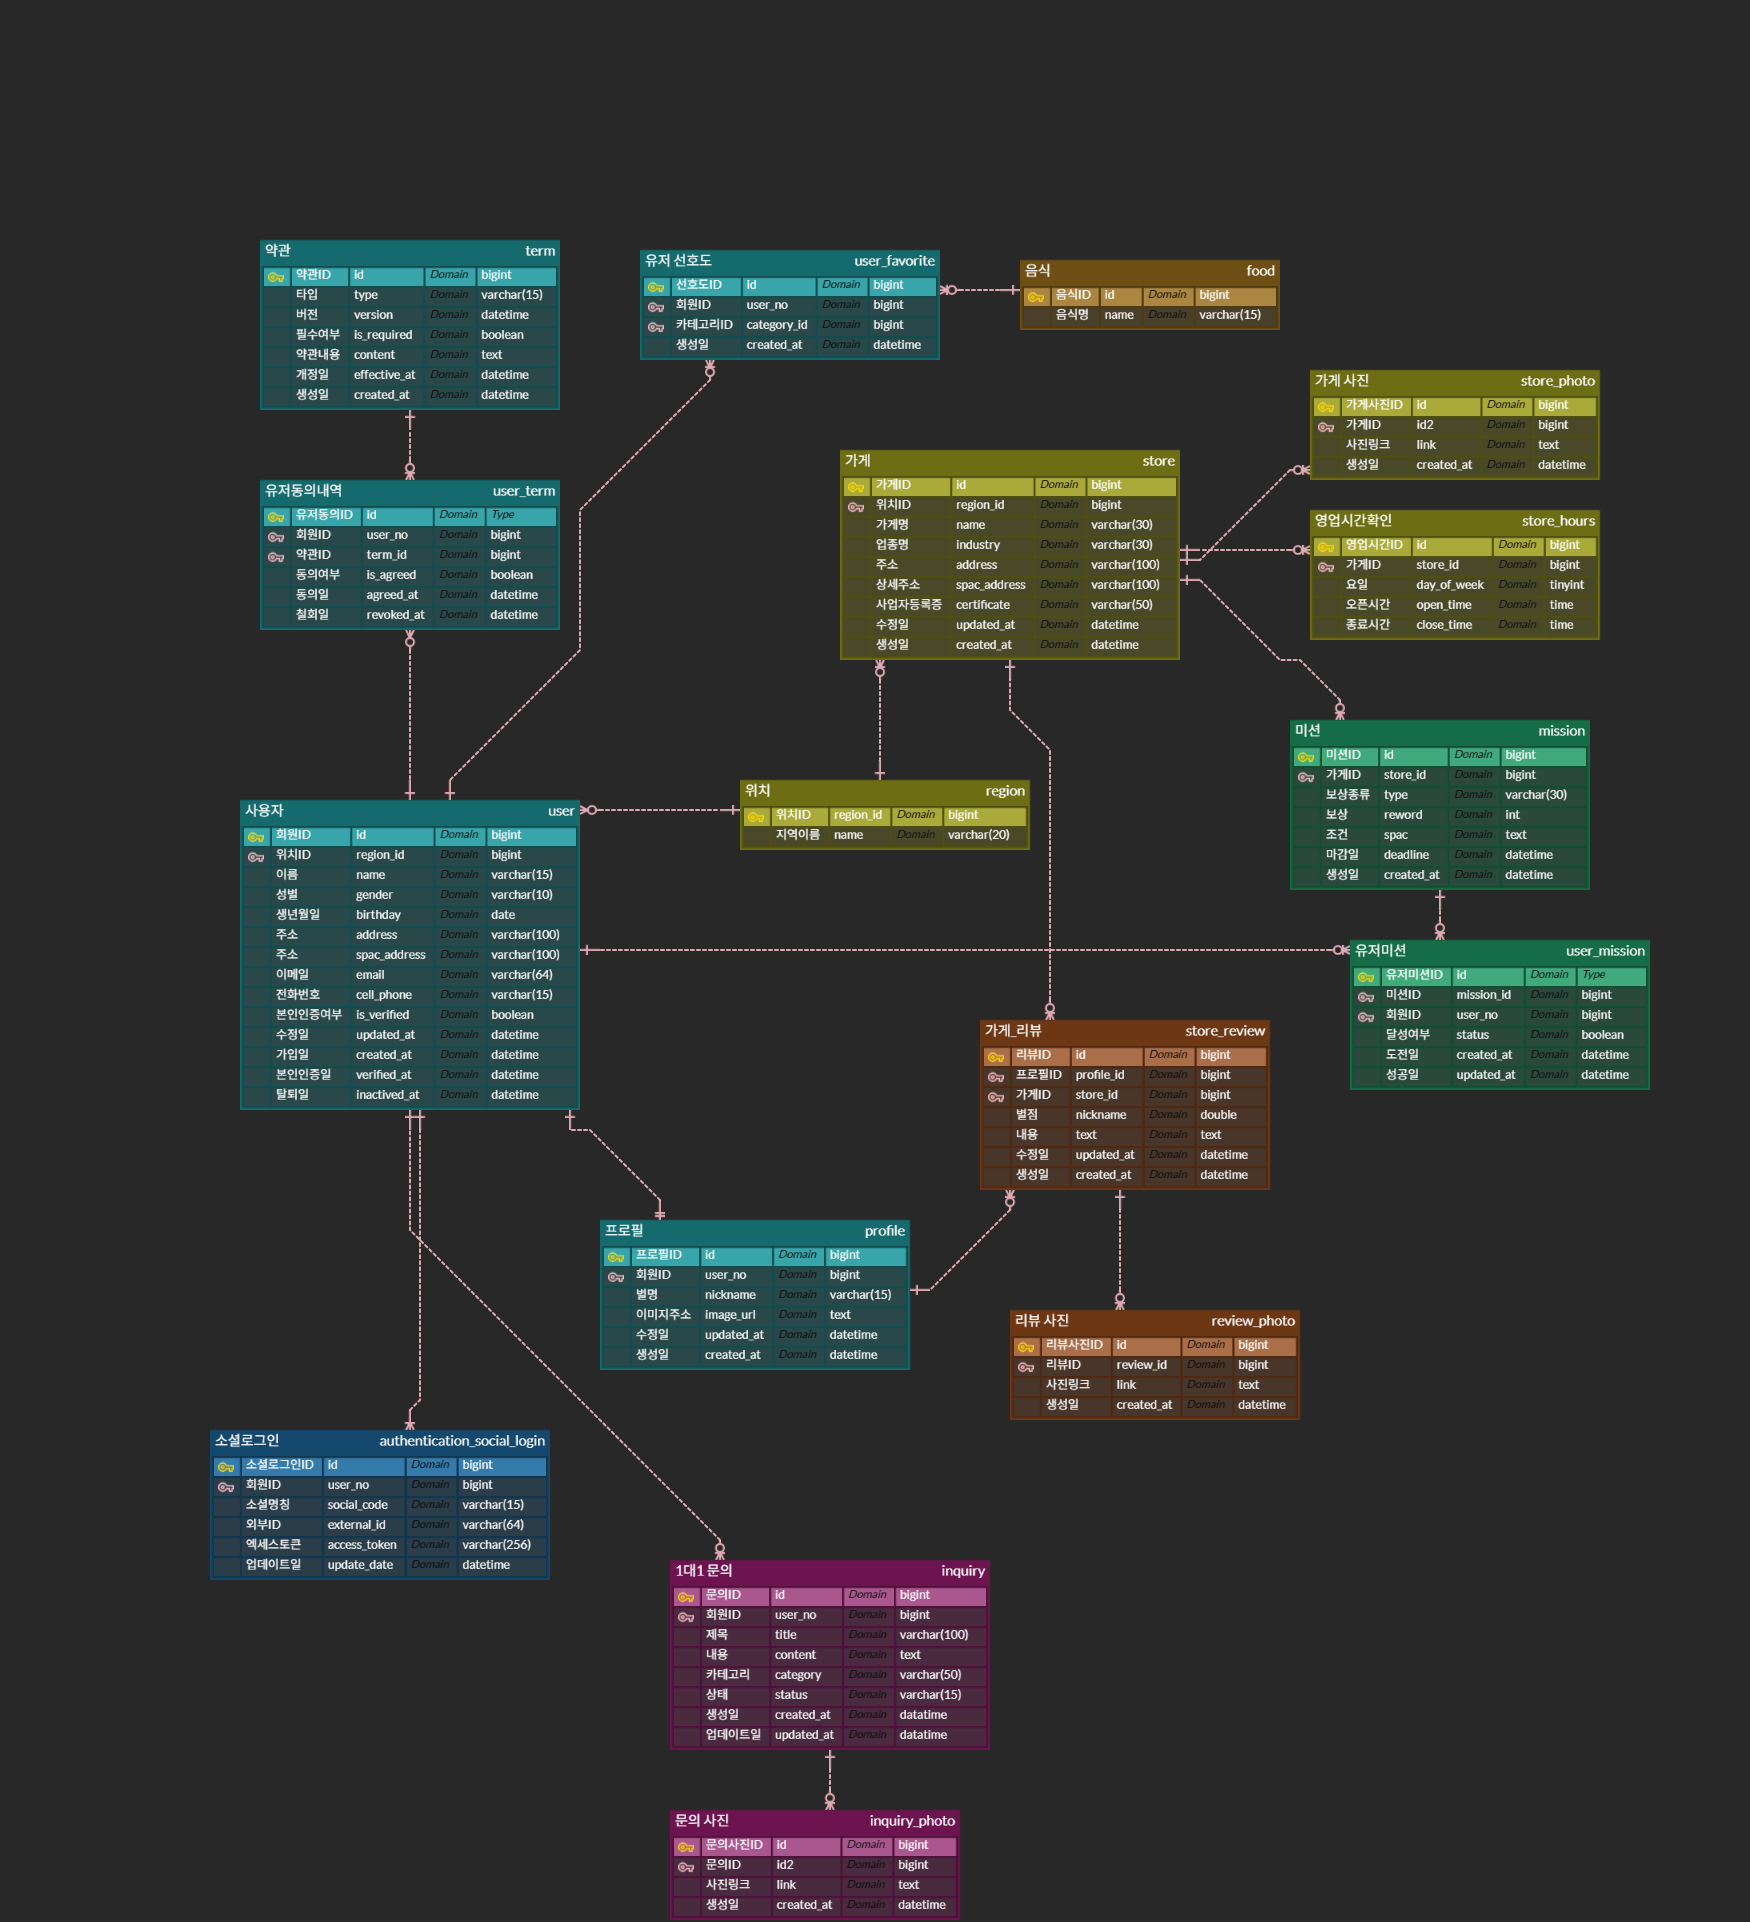 약관 term
약관ID id Domain bigint
타입 type Domain varchar(15)
버전 version Domain datetime
필수여부 is_required Domain boolean
약관내용 content Domain text
개정일 effective_at Domain datetime
생성일 created_at Domain datetime
유저 선호도 user_favorite
선호도ID id Domain bigint
회원ID user_no Domain bigint
카테고리ID category_id Domain bigint
생성일 created_at Domain datetime
음식 food
음식ID id Domain bigint
음식명 name Domain varchar(15)
가게 사진 store_photo
가게사진ID id Domain bigint
가게ID id2 Domain bigint
사진링크 link Domain text
생성일 created_at Domain datetime
유저동의내역 user_term
유저동의ID id Domain Type
회원ID user_no Domain bigint
약관ID term_id Domain bigint
동의여부 is_agreed Domain boolean
동의일 agreed_at Domain datetime
철회일 revoked_at Domain datetime
가게 store
가게ID id Domain bigint
위치ID region_id Domain bigint
가게명 name Domain varchar(30)
업종명 industry Domain varchar(30)
주소 address Domain varchar(100)
상세주소 spac_address Domain varchar(100)
사업자등록증 certificate Domain varchar(50)
수정일 updated_at Domain datetime
생성일 created_at Domain datetime
영업시간확인 store_hours
영업시간ID id Domain bigint
가게ID store_id Domain bigint
요일 day_of_week Domain tinyint
오픈시간 open_time Domain time
종료시간 close_time Domain time
미션 mission
미션ID id Domain bigint
가게ID store_id Domain bigint
보상종류 type Domain varchar(30)
보상 reword Domain int
조건 spac Domain text
마감일 deadline Domain datetime
생성일 created_at Domain datetime
위치 region
위치ID region_id Domain bigint
지역이름 name Domain varchar(20)
사용자 user
회원ID id Domain bigint
위치ID region_id Domain bigint
이름 name Domain varchar(15)
성별 gender Domain varchar(10)
생년월일 birthday Domain date
주소 address Domain varchar(100)
주소 spac_address Domain varchar(100)
이메일 email Domain varchar(64)
전화번호 cell_phone Domain varchar(15)
본인인증여부 is_verified Domain boolean
수정일 updated_at Domain datetime
가입일 created_at Domain datetime
본인인증일 verified_at Domain datetime
탈퇴일 inactived_at Domain datetime
유저미션 user_mission
유저미션ID id Domain Type
미션ID mission_id Domain bigint
회원ID user_no Domain bigint
달성여부 status Domain boolean
도전일 created_at Domain datetime
성공일 updated_at Domain datetime
가게_리뷰 store_review
리뷰ID id Domain bigint
프로필ID profile_id Domain bigint
가게ID store_id Domain bigint
별점 nickname Domain double
내용 text Domain text
수정일 updated_at Domain datetime
생성일 created_at Domain datetime
프로필 profile
프로필ID id Domain bigint
회원ID user_no Domain bigint
별명 nickname Domain varchar(15)
이미지주소 image_url Domain text
수정일 updated_at Domain datetime
생성일 created_at Domain datetime
리뷰 사진 review_photo
리뷰사진ID id Domain bigint
리뷰ID review_id Domain bigint
사진링크 link Domain text
생성일 created_at Domain datetime
소셜로그인 authentication_social_login
소셜로그인ID id Domain bigint
회원ID user_no Domain bigint
소셜명칭 social_code Domain varchar(15)
외부ID external_id Domain varchar(64)
엑세스토큰 access_token Domain varchar(256)
업데이트일 update_date Domain datetime
1대1 문의 inquiry
문의ID id Domain bigint
회원ID user_no Domain bigint
제목 title Domain varchar(100)
내용 content Domain text
카테고리 category Domain varchar(50)
상태 status Domain varchar(15)
생성일 created_at Domain datatime
업데이트일 updated_at Domain datatime
문의 사진 inquiry_photo
문의사진ID id Domain bigint
문의ID id2 Domain bigint
사진링크 link Domain text
생성일 created_at Domain datetime